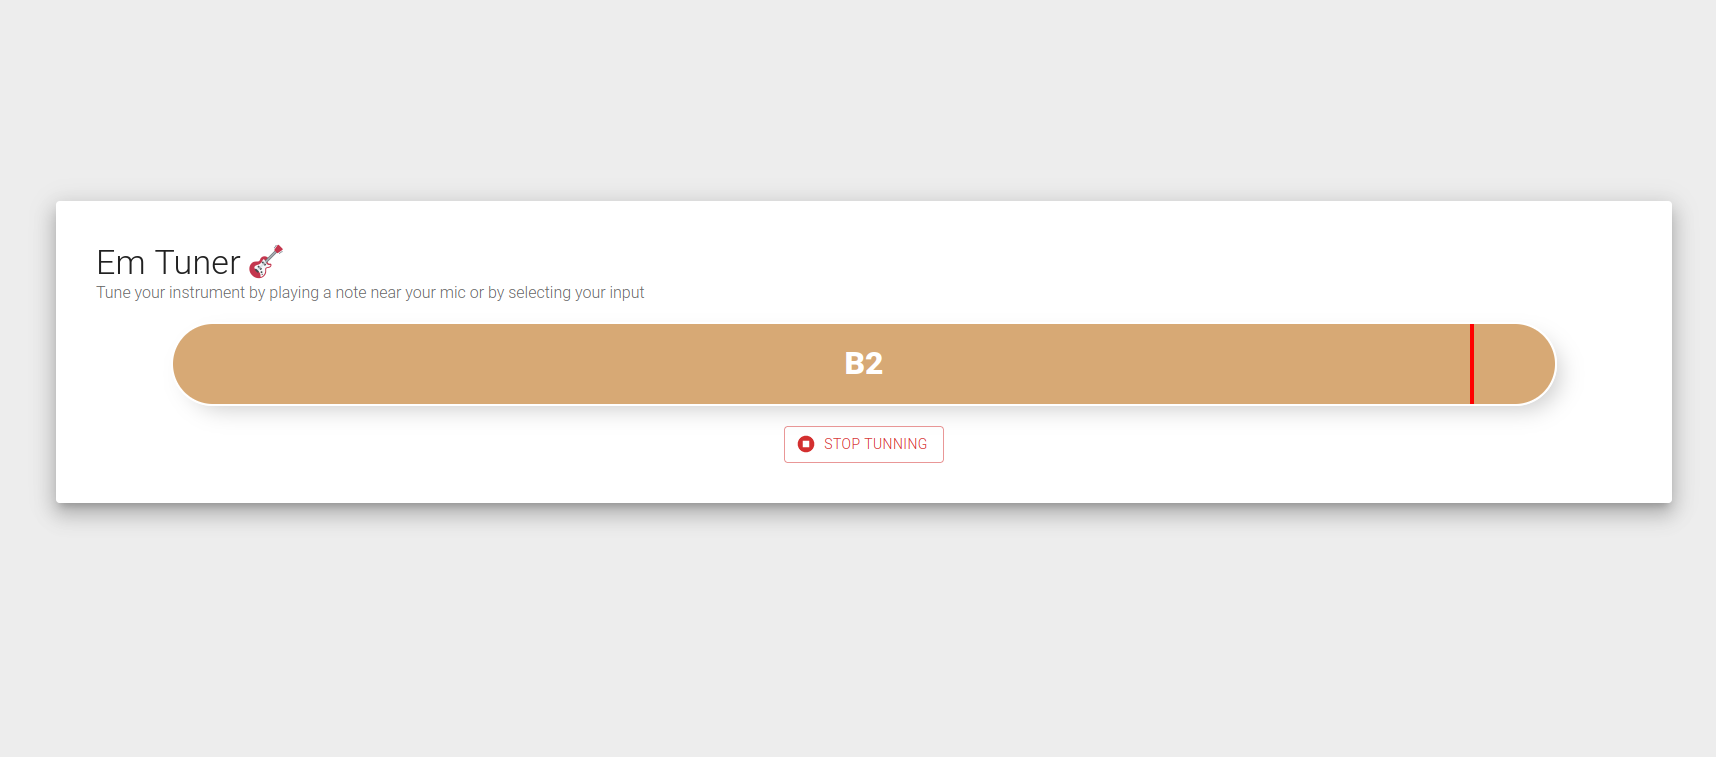 Em Tuner 🎸
Tune your instrument by playing a note near your mic or by selecting your input
B2
STOP TUNNING